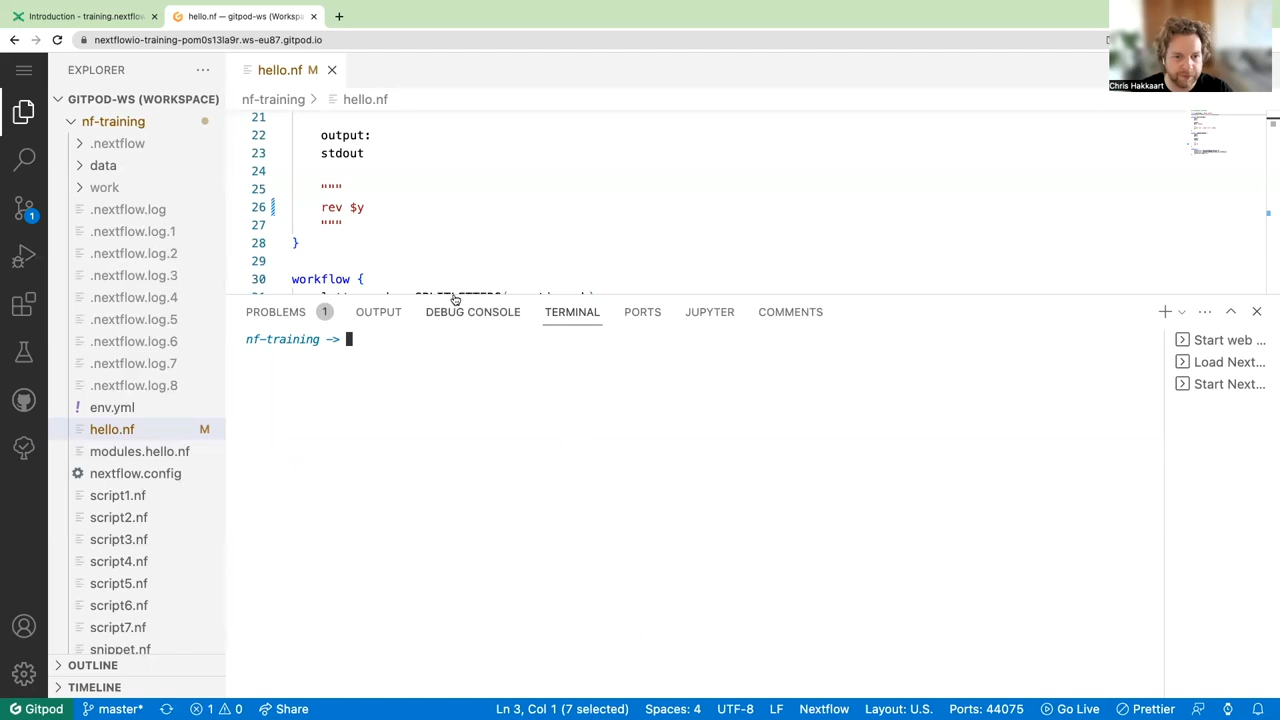 Introduction - training.nextflow
hello.nf — gitpod-ws (Workspa
nextflowio-training-pom0s13la9r.ws-eu87.gitpod.io
Chris Hakkaart
EXPLORER
hello.nf M
GITPOD-WS (WORKSPACE)
nf-training > hello.nf
nf-training
.nextflow
data
work
.nextflow.log
.nextflow.log.1
.nextflow.log.2
.nextflow.log.3
.nextflow.log.4
.nextflow.log.5
.nextflow.log.6
.nextflow.log.7
.nextflow.log.8
env.yml
hello.nf M
modules.hello.nf
nextflow.config
script1.nf
script2.nf
script3.nf
script4.nf
script5.nf
script6.nf
script7.nf
snippet.nf
OUTLINE
TIMELINE
21
22 output:
23 stdout
24
25 """
26 rev $y
27 """
28 }
29
30 workflow {
PROBLEMS 1 OUTPUT DEBUG CONSOLE TERMINAL PORTS JUPYTER COMMENTS
nf-training ->
Start web ...
Load Next...
Start Next...
1
Gitpod master* 1 0 Share Ln 3, Col 1 (7 selected) Spaces: 4 UTF-8 LF Nextflow Layout: U.S. Ports: 44075 Go Live Prettier